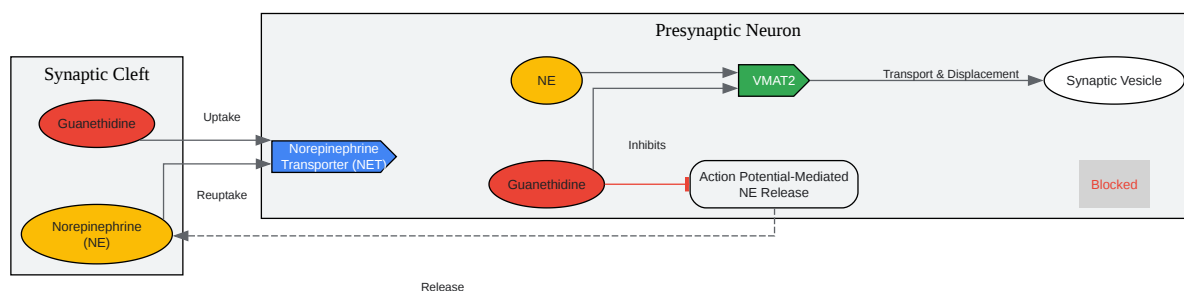 Presynaptic Neuron
Synaptic Cleft
NE
VMAT2
Transport & Displacement
Synaptic Vesicle
Guanethidine
Uptake
Norepinephrine
Transporter (NET)
Inhibits
Guanethidine
Action Potential-Mediated
NE Release
Blocked
Reuptake
Norepinephrine
(NE)
Release